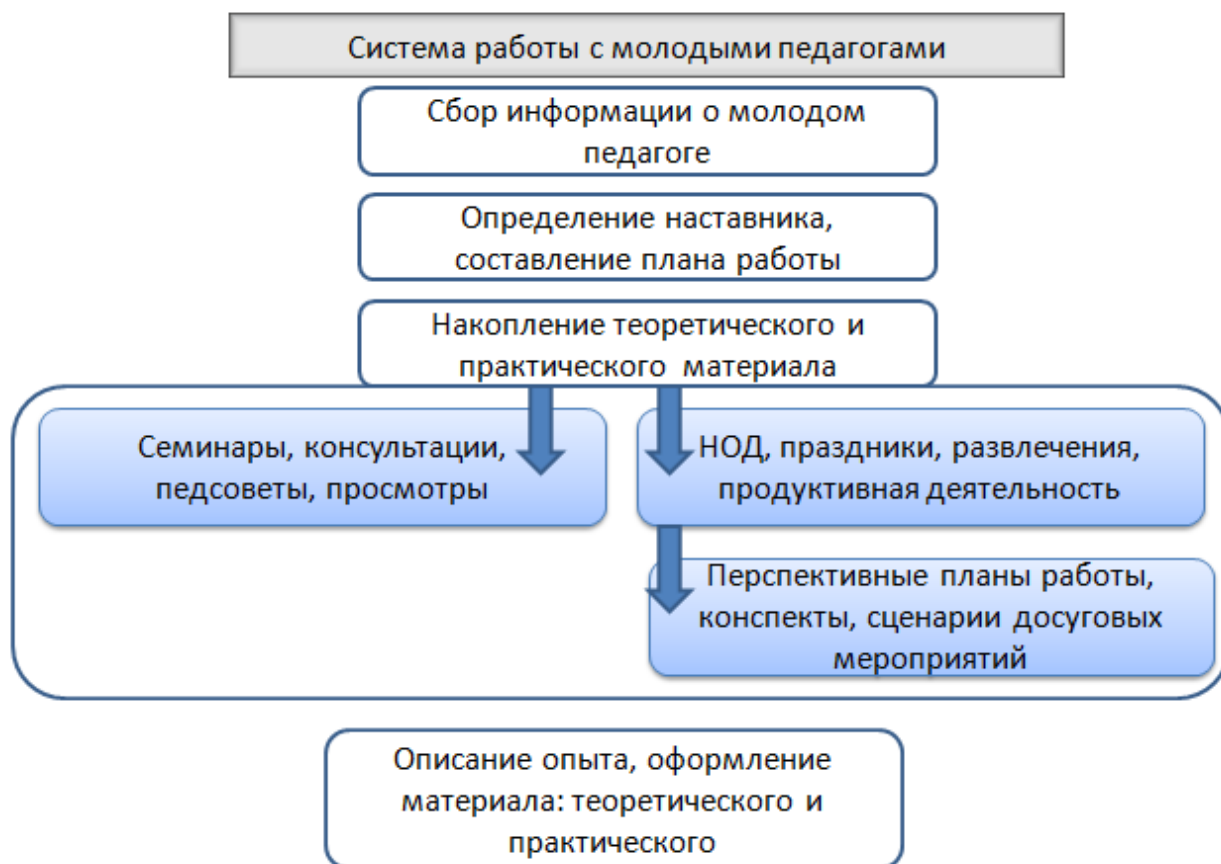 Система работы с молодыми педагогами
Сбор информации о молодом
педагоге
Определение наставника,
составление плана работы
Накопление теоретического и
практического материала
Семинары, консультации,
педсоветы, просмотры
НОД, праздники, развлечения,
продуктивная деятельность
Перспективные планы работы,
конспекты, сценарии досуговых
мероприятий
Описание опыта, оформление
материала: теоретического и
практического